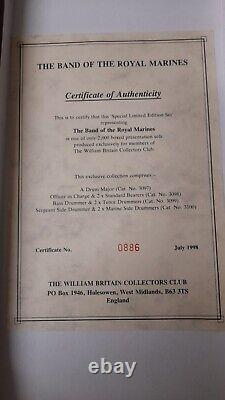 THE BAND OF THE ROYAL MARINES
Certificate of Authenticity
This is to certify that this 'Special Limited Edition Set'
representing
The Band of the Royal Marines
is one of only 2,000 boxed presentation sets
produced exclusively for members of
The William Britain Collectors Club.
This exclusive collection comprises –
A Drum Major (Cat. No. 3097)
Officer in Charge & 2 x Standard Bearers (Cat. No. 3098)
Bass Drummer & 2 x Tenor Drummers (Cat. No. 3099)
Sergeant Side Drummer & 2 x Marine Side Drummers (Cat. No. 3100)
Certificate No. 0886 July 1998
THE WILLIAM BRITAIN COLLECTORS CLUB
PO Box 1946, Halesowen, West Midlands, B63 3TS
England